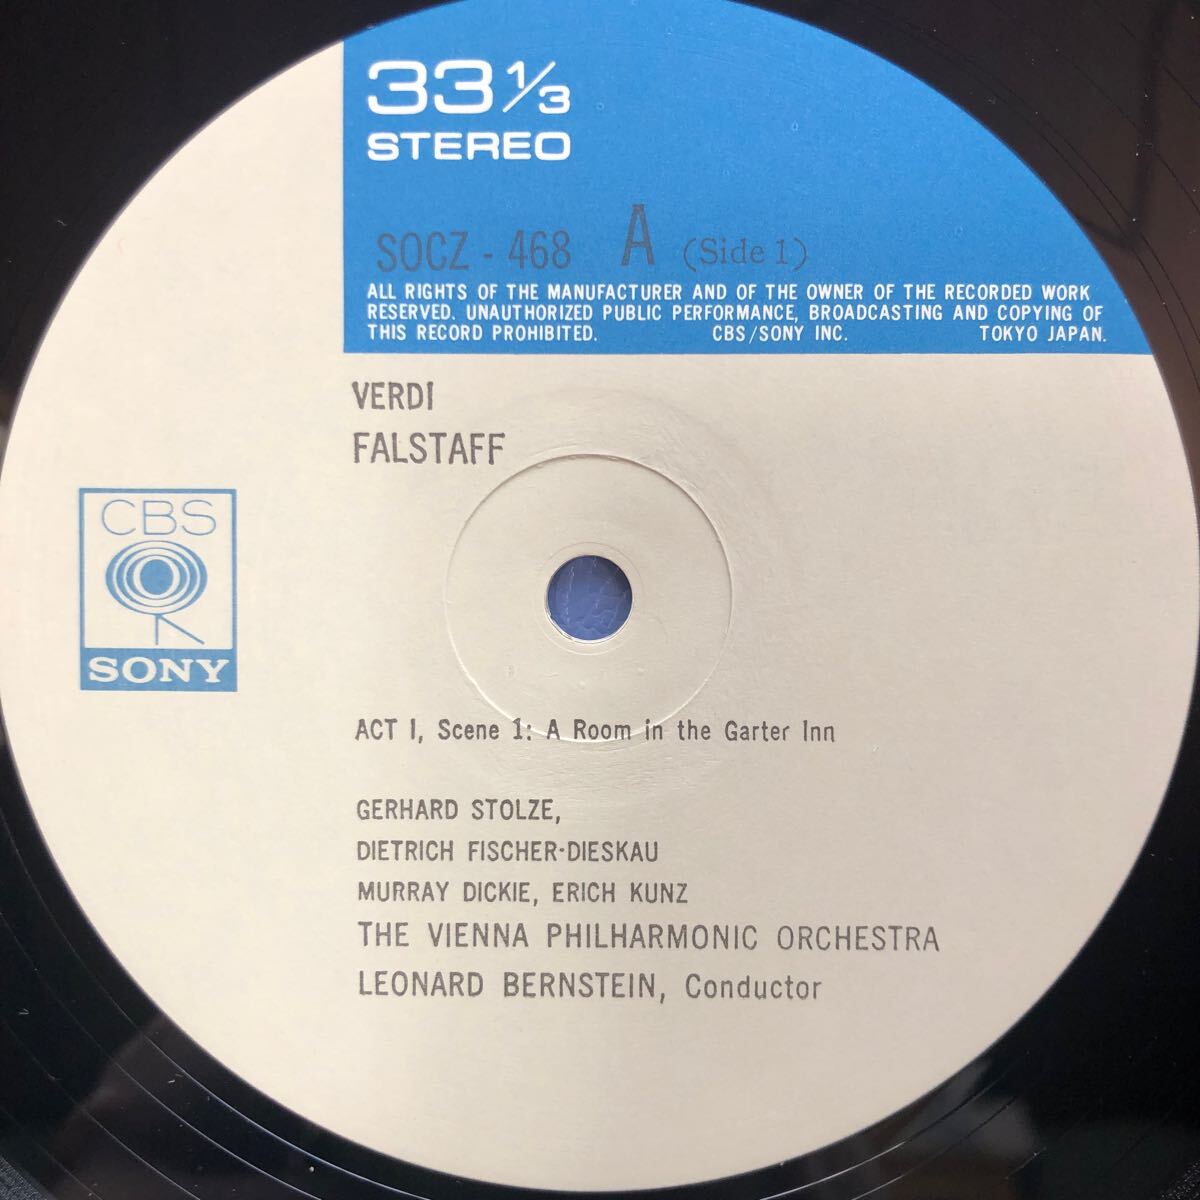 33 1/3
STEREO
SOCZ - 468 A (Side 1)
ALL RIGHTS OF THE MANUFACTURER AND OF THE OWNER OF THE RECORDED WORK
RESERVED. UNAUTHORIZED PUBLIC PERFORMANCE, BROADCASTING AND COPYING OF
THIS RECORD PROHIBITED. CBS/SONY INC. TOKYO JAPAN.
VERDI
FALSTAFF
CBS
SONY
ACT I, Scene 1: A Room in the Garter Inn
GERHARD STOLZE,
DIETRICH FISCHER-DIESKAU
MURRAY DICKIE, ERICH KUNZ
THE VIENNA PHILHARMONIC ORCHESTRA
LEONARD BERNSTEIN, Conductor